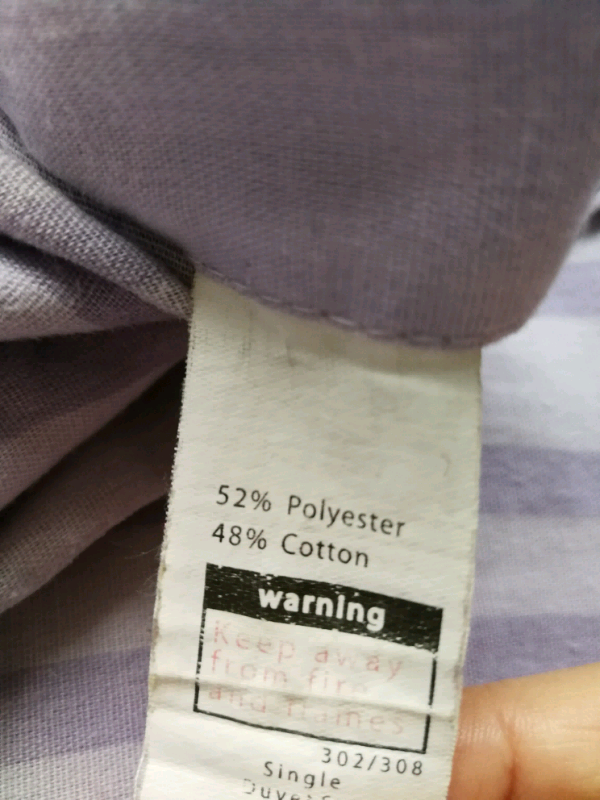 52% Polyester
48% Cotton
warning
Keep away
from fire
and flames
302/308
Single